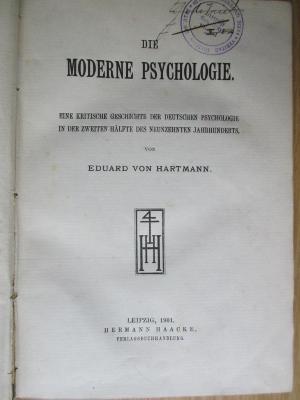 DIE
MODERNE PSYCHOLOGIE.
EINE KRITISCHE GESCHICHTE DER DEUTSCHEN PSYCHOLOGIE
IN DER ZWEITEN HÄLFTE DES NEUNZEHNTEN JAHRHUNDERTS.
VON
EDUARD VON HARTMANN.
HH
LEIPZIG, 1901.
HERMANN HAACKE,
VERLAGSBUCHHANDLUNG.